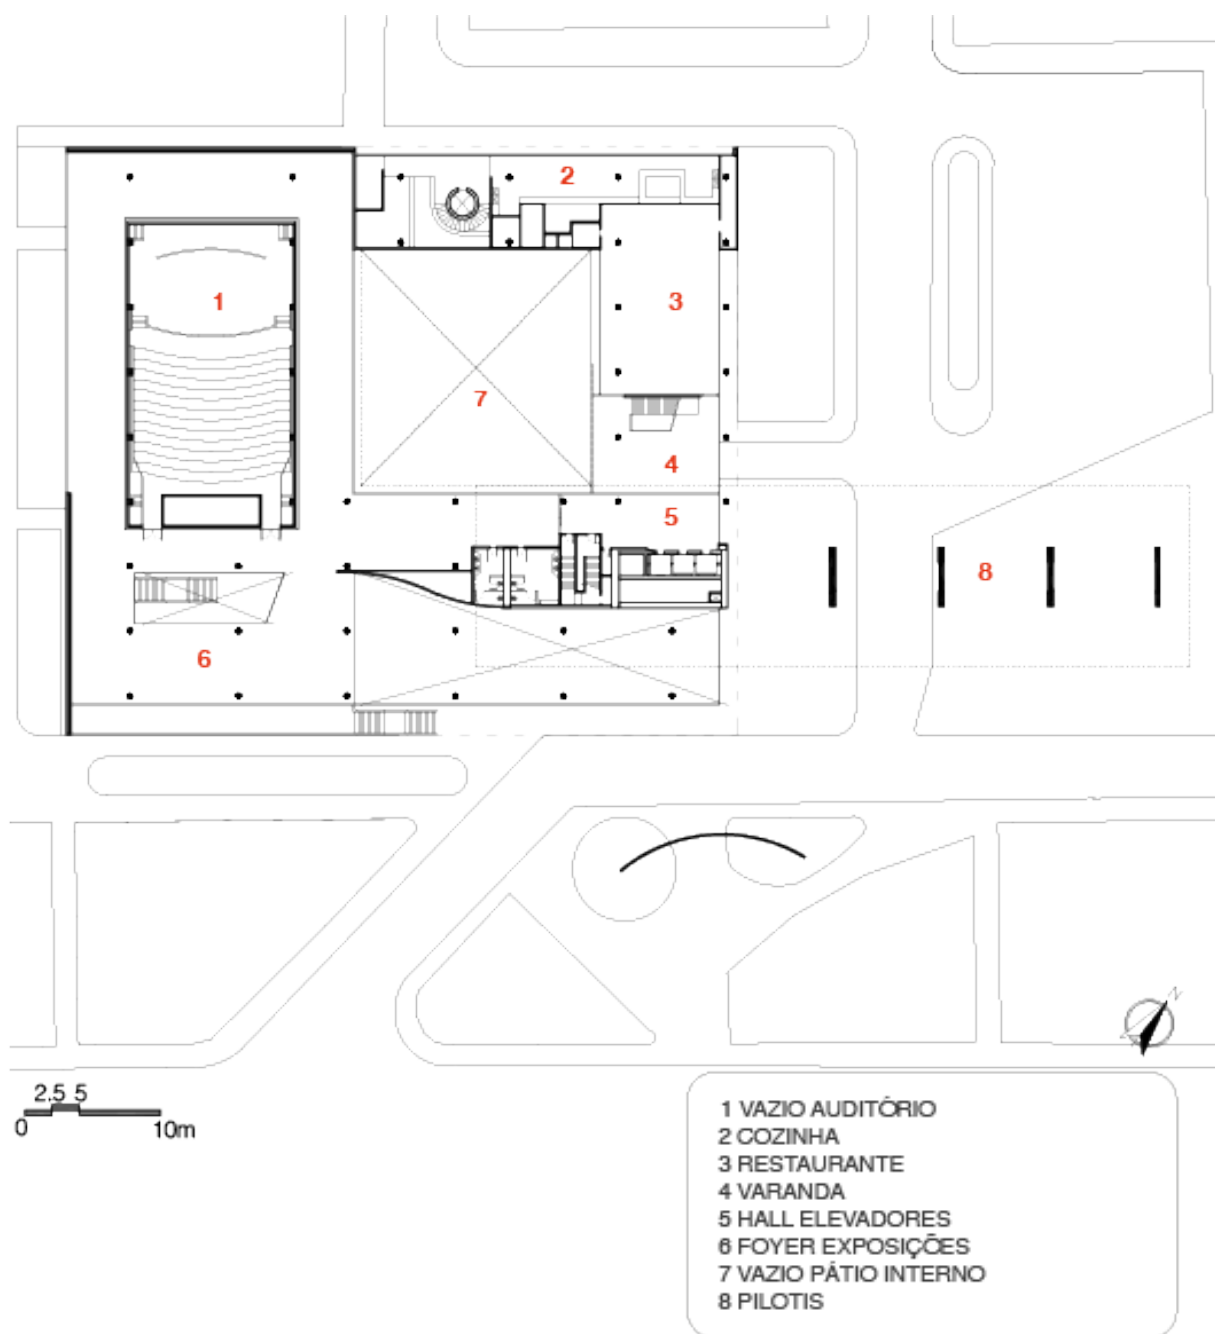 2
1
3
7
4
5
8
6
N
2.5 5
0 10m
1 VAZIO AUDITÓRIO
2 COZINHA
3 RESTAURANTE
4 VARANDA
5 HALL ELEVADORES
6 FOYER EXPOSIÇÕES
7 VAZIO PÁTIO INTERNO
8 PILOTIS